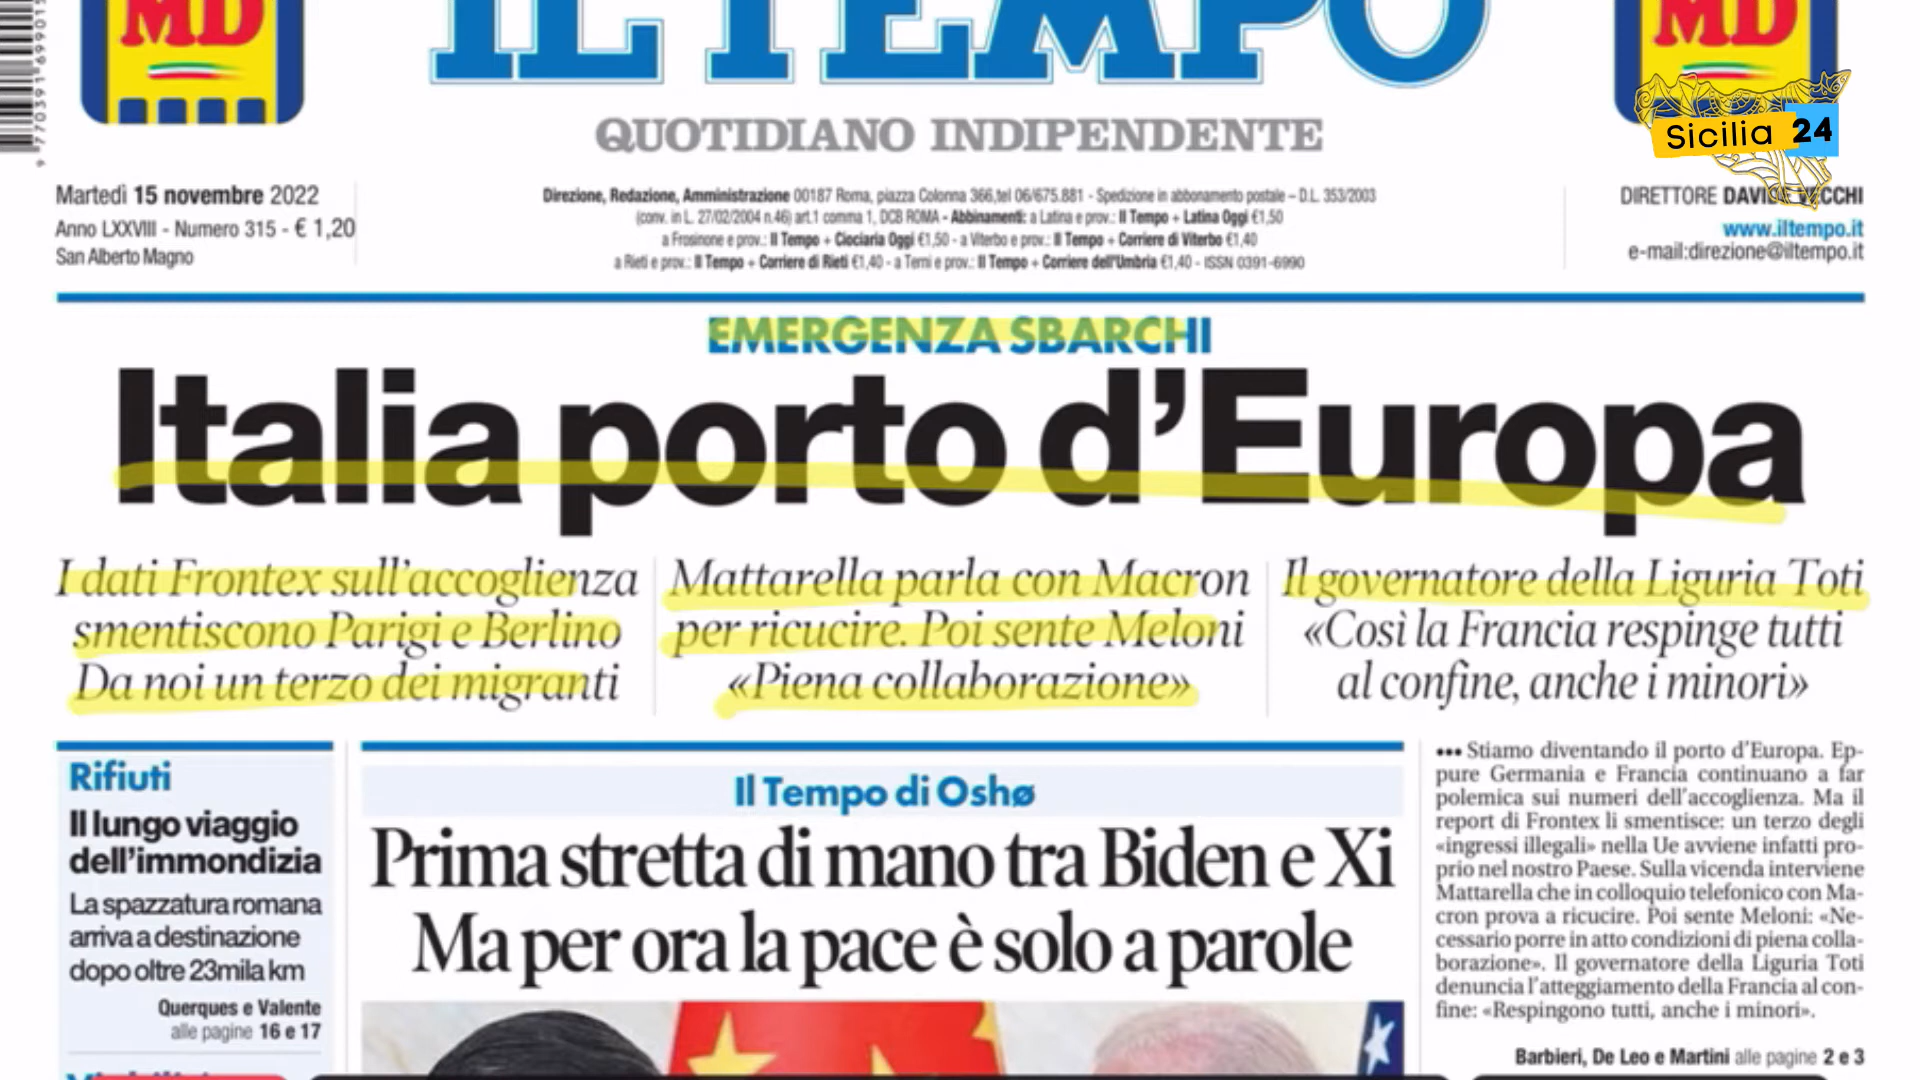 MD
IL TEMPO
MD
QUOTIDIANO INDIPENDENTE
Sicilia 24
Martedì 15 novembre 2022
Anno LXXVIII - Numero 315 - € 1,20
San Alberto Magno
Direzione, Redazione, Amministrazione 00187 Roma, piazza Colonna 366,tel 06/675.881 - Spedizione in abbonamento postale – D.L. 353/2003
(conv. in L. 27/02/2004 n.46) art.1 comma 1, DCB ROMA - Abbinamenti: a Latina e prov.: Il Tempo + Latina Oggi €1,50
a Frosinone e prov.: Il Tempo + Ciociaria Oggi €1,50 - a Viterbo e prov.: Il Tempo + Corriere di Viterbo €1,40
a Rieti e prov.: Il Tempo + Corriere di Rieti €1,40 - a Terni e prov.: Il Tempo + Corriere dell'Umbria €1,40 - ISSN 0391-6990
DIRETTORE
www.iltempo.it
e-mail:direzione@iltempo.it
EMERGENZA SBARCHI
Italia porto d'Europa
I dati Frontex sull'accoglienza
smentiscono Parigi e Berlino
Da noi un terzo dei migranti
Mattarella parla con Macron
per ricucire. Poi sente Meloni
«Piena collaborazione»
Il governatore della Liguria Toti
«Così la Francia respinge tutti
al confine, anche i minori»
Rifiuti
Il lungo viaggio
dell'immondizia
La spazzatura romana
arriva a destinazione
dopo oltre 23mila km
Querques e Valente
alle pagine 16 e 17
Il Tempo di Oshø
Prima stretta di mano tra Biden e Xi
Ma per ora la pace è solo a parole
••• Stiamo diventando il porto d'Europa. Ep-
pure Germania e Francia continuano a far
polemica sui numeri dell'accoglienza. Ma il
report di Frontex li smentisce: un terzo degli
«ingressi illegali» nella Ue avviene infatti pro-
prio nel nostro Paese. Sulla vicenda interviene
Mattarella che in colloquio telefonico con Ma-
cron prova a ricucire. Poi sente Meloni: «Ne-
cessario porre in atto condizioni di piena colla-
borazione». Il governatore della Liguria Toti
denuncia l'atteggiamento della Francia al con-
fine: «Respingono tutti, anche i minori».
Barbieri, De Leo e Martini alle pagine 2 e 3